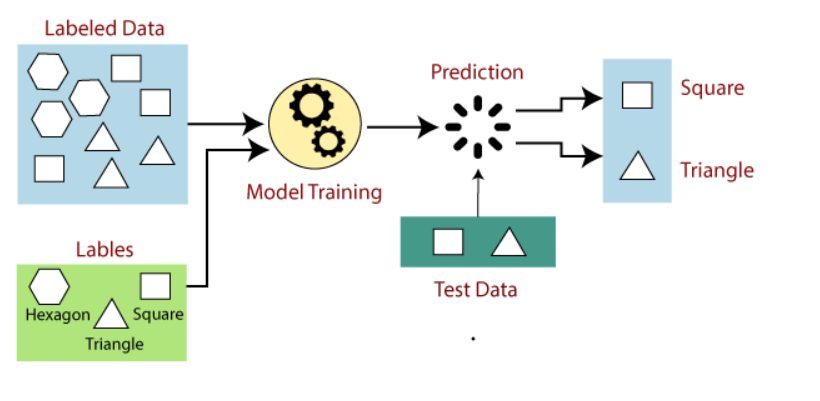 Labeled Data
Prediction
Square
Model Training
Triangle
Lables
Hexagon
Square
Triangle
Test Data
.